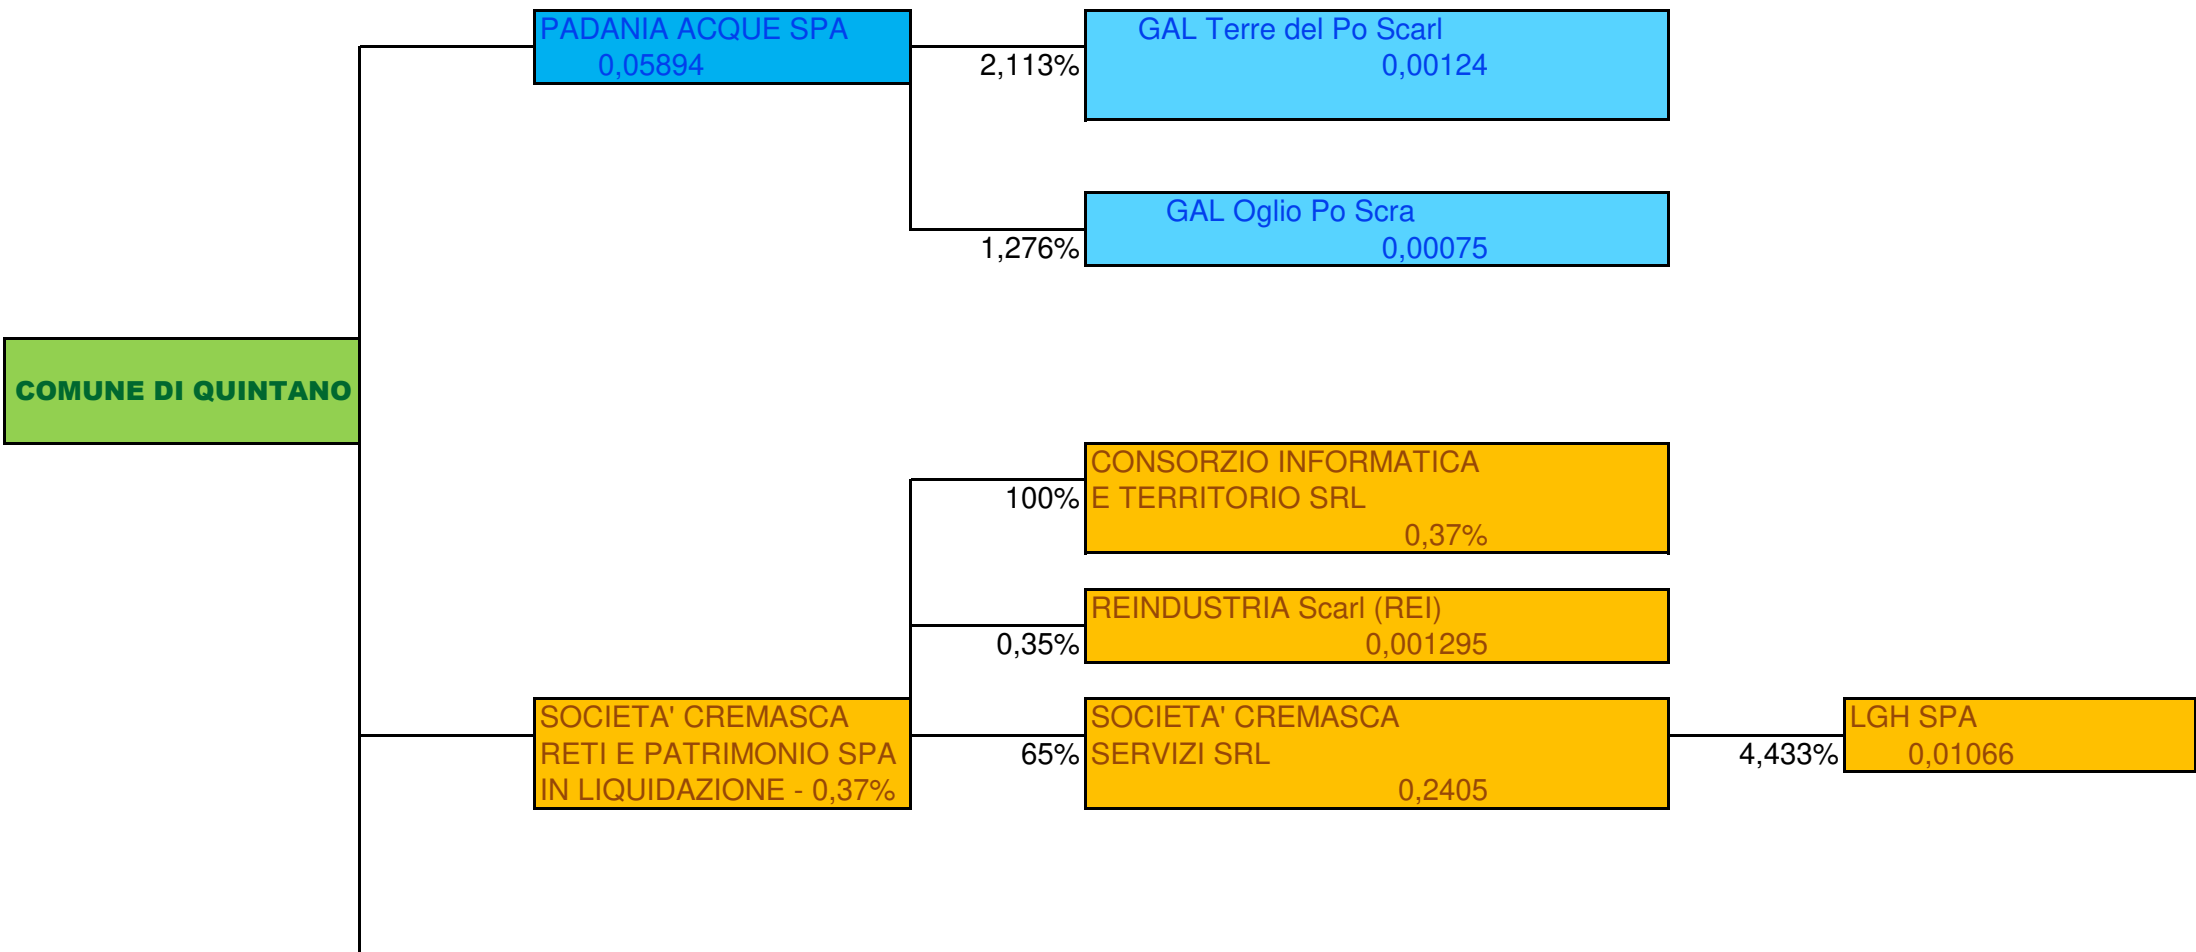 PADANIA ACQUE SPA
0,05894
2,113%
GAL Terre del Po Scarl
0,00124
1,276%
GAL Oglio Po Scra
0,00075
COMUNE DI QUINTANO
100%
CONSORZIO INFORMATICA
E TERRITORIO SRL
0,37%
0,35%
REINDUSTRIA Scarl (REI)
0,001295
SOCIETA' CREMASCA
RETI E PATRIMONIO SPA
IN LIQUIDAZIONE - 0,37%
65%
SOCIETA' CREMASCA
SERVIZI SRL
0,2405
4,433%
LGH SPA
0,01066